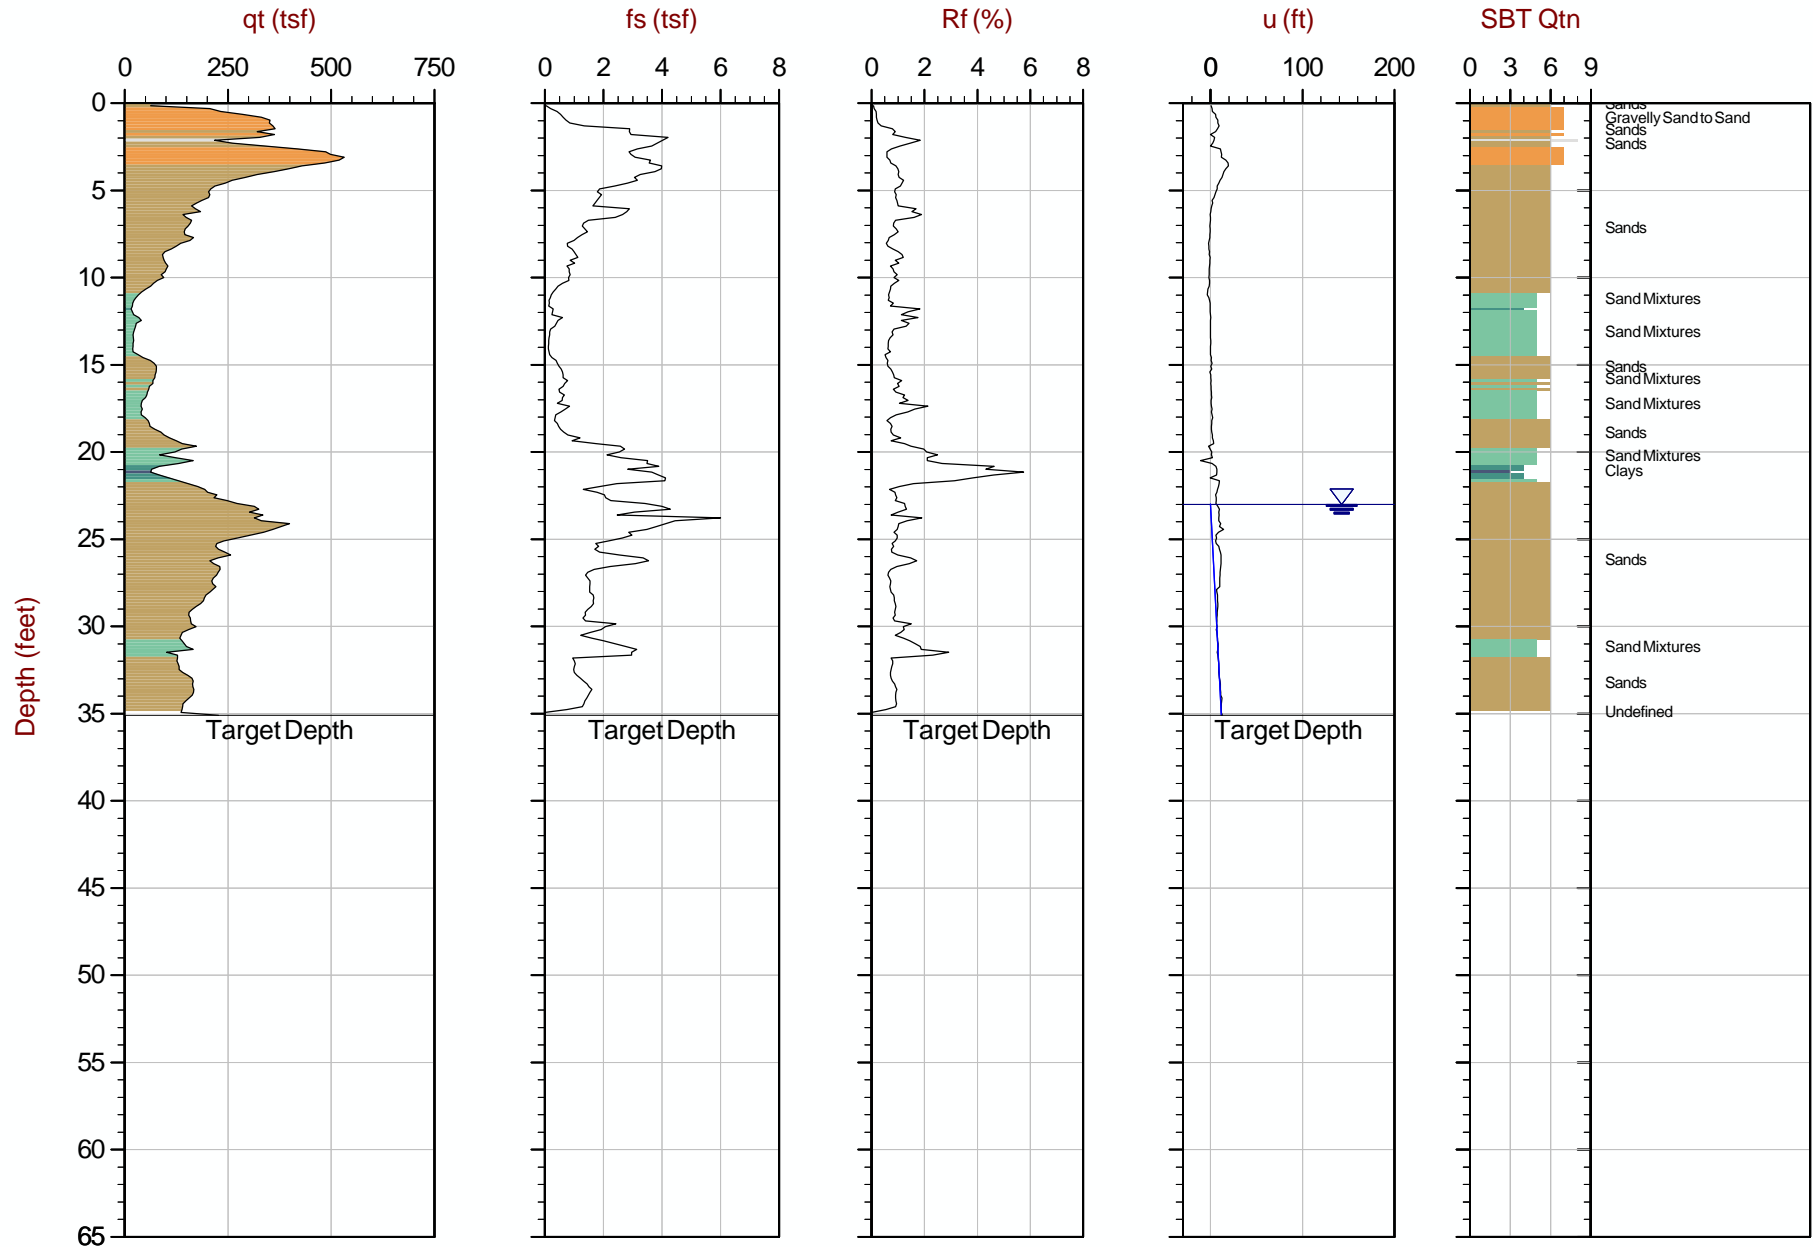 qt (tsf) fs (tsf) Rf (%) u (ft) SBT Qtn
0 250 500 750 0 2 4 6 8 0 2 4 6 8 0 100 200 0 3 6 9
0
Sands
Gravelly Sand to Sand
Sands
Sands
5
Sands
10
Sand Mixtures
Sand Mixtures
15
Sands
Sand Mixtures
Sand Mixtures
Sands
20
Sand Mixtures
Clays
25
Sands
30
Sand Mixtures
Sands
35
Undefined
Target Depth Target Depth Target Depth Target Depth
40
45
50
55
60
65
Depth (feet)